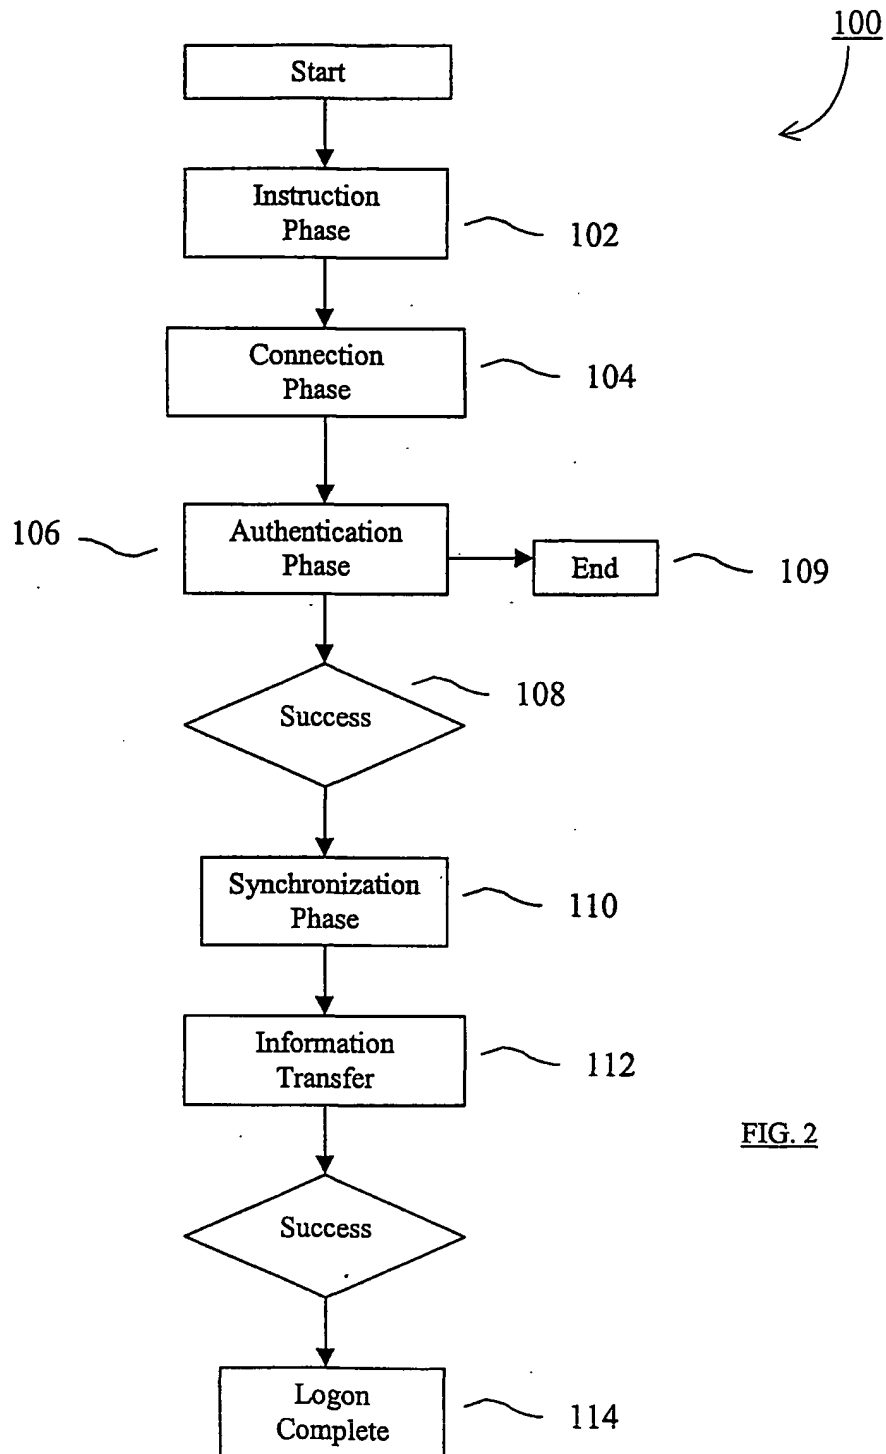 100
Start
Instruction
Phase
102
Connection
Phase
104
Authentication
Phase
106
End
109
Success
108
Synchronization
Phase
110
Information
Transfer
112
FIG. 2
Success
Logon
Complete
114